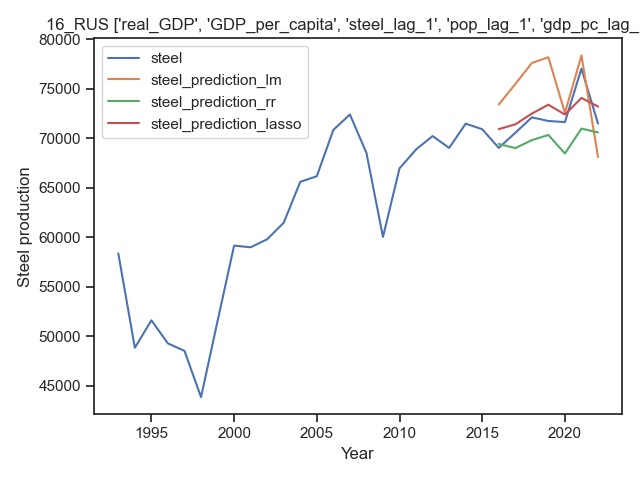 16_RUS ['real_GDP', 'GDP_per_capita', 'steel_lag_1', 'pop_lag_1', 'gdp_pc_lag_
80000
75000
70000
65000
60000
55000
50000
45000
Steel production
steel
steel_prediction_lm
steel_prediction_rr
steel_prediction_lasso
1995
2000
2005
2010
2015
2020
Year